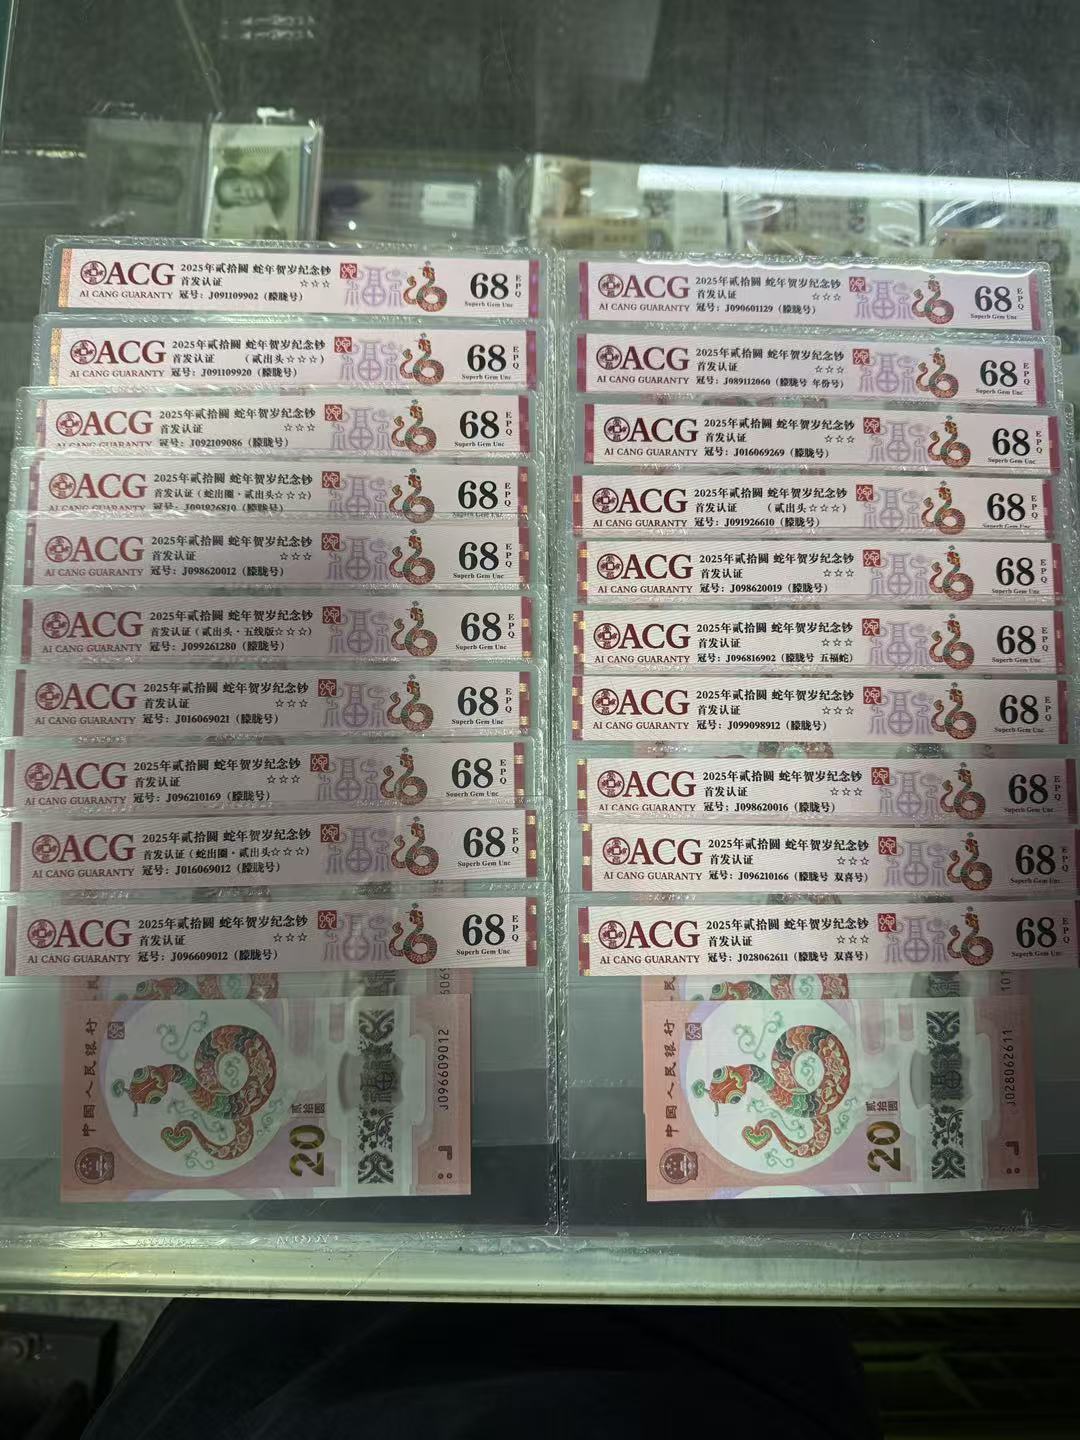 ACG
AI CANG GUARANTY
2025年贰拾圆 蛇年贺岁纪念钞
首发认证 ☆☆☆
冠号：J091109902（朦胧号）
68 EPQ
Superb Gem Unc
ACG
AI CANG GUARANTY
2025年贰拾圆 蛇年贺岁纪念钞
首发认证 （贰出头☆☆☆）
冠号：J091109920（朦胧号）
68 EPQ
Superb Gem Unc
ACG
AI CANG GUARANTY
2025年贰拾圆 蛇年贺岁纪念钞
首发认证 ☆☆☆
冠号：J092109086（朦胧号）
68 EPQ
Superb Gem Unc
ACG
AI CANG GUARANTY
2025年贰拾圆 蛇年贺岁纪念钞
首发认证（蛇出圈·贰出头☆☆☆）
冠号：J091926810（朦胧号）
68 EPQ
ACG
AI CANG GUARANTY
2025年贰拾圆 蛇年贺岁纪念钞
首发认证 ☆☆☆
冠号：J098620012（朦胧号）
68 EPQ
Superb Gem Unc
ACG
AI CANG GUARANTY
2025年贰拾圆 蛇年贺岁纪念钞
首发认证（贰出头·五线版☆☆☆）
冠号：J099261280（朦胧号）
68 EPQ
Superb Gem Unc
ACG
AI CANG GUARANTY
2025年贰拾圆 蛇年贺岁纪念钞
首发认证 ☆☆☆
冠号：J016069021（朦胧号）
68 EPQ
Superb Gem Unc
ACG
AI CANG GUARANTY
2025年贰拾圆 蛇年贺岁纪念钞
首发认证 ☆☆☆
冠号：J096210169（朦胧号）
68 EPQ
Superb Gem Unc
ACG
AI CANG GUARANTY
2025年贰拾圆 蛇年贺岁纪念钞
首发认证（蛇出圈·贰出头☆☆☆）
冠号：J016069012（朦胧号）
68 EPQ
Superb Gem Unc
ACG
AI CANG GUARANTY
2025年贰拾圆 蛇年贺岁纪念钞
首发认证 ☆☆☆
冠号：J096609012（朦胧号）
68 EPQ
Superb Gem Unc
中国人民银行
贰拾圆
20
J096609012
ACG
AI CANG GUARANTY
2025年贰拾圆 蛇年贺岁纪念钞
首发认证 ☆☆☆
冠号：J090601129（朦胧号）
68 EPQ
Superb Gem Unc
ACG
AI CANG GUARANTY
2025年贰拾圆 蛇年贺岁纪念钞
首发认证 ☆☆☆
冠号：J089112060（朦胧号 年份号）
68 EPQ
Superb Gem Unc
ACG
AI CANG GUARANTY
2025年贰拾圆 蛇年贺岁纪念钞
首发认证 ☆☆☆
冠号：J016069269（朦胧号）
68 EPQ
Superb Gem Unc
ACG
AI CANG GUARANTY
2025年贰拾圆 蛇年贺岁纪念钞
首发认证 （贰出头☆☆☆）
冠号：J091926610（朦胧号）
68 EPQ
Superb Gem Unc
ACG
AI CANG GUARANTY
2025年贰拾圆 蛇年贺岁纪念钞
首发认证 ☆☆☆
冠号：J098620019（朦胧号）
68 EPQ
Superb Gem Unc
ACG
AI CANG GUARANTY
2025年贰拾圆 蛇年贺岁纪念钞
首发认证 ☆☆☆
冠号：J096816902（朦胧号 五福蛇）
68 EPQ
Superb Gem Unc
ACG
AI CANG GUARANTY
2025年贰拾圆 蛇年贺岁纪念钞
首发认证 ☆☆☆
冠号：J099098912（朦胧号）
68 EPQ
Superb Gem Unc
ACG
AI CANG GUARANTY
2025年贰拾圆 蛇年贺岁纪念钞
首发认证 ☆☆☆
冠号：J098620016（朦胧号）
68 EPQ
Superb Gem Unc
ACG
AI CANG GUARANTY
2025年贰拾圆 蛇年贺岁纪念钞
首发认证 ☆☆☆
冠号：J096210166（朦胧号 双喜号）
68 EPQ
Superb Gem Unc
ACG
AI CANG GUARANTY
2025年贰拾圆 蛇年贺岁纪念钞
首发认证 ☆☆☆
冠号：J028062611（朦胧号 双喜号）
68 EPQ
Superb Gem Unc
中国人民银行
贰拾圆
20
J028062611